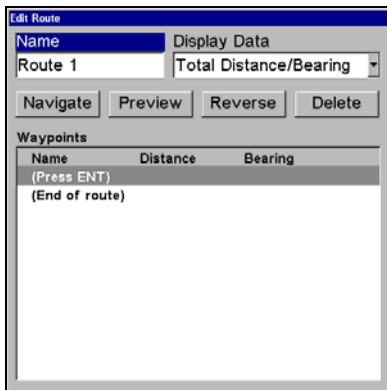 Edit Route
Name Display Data
Route 1 Total Distance/Bearing
Navigate Preview Reverse Delete
Waypoints
Name Distance Bearing
(Press ENT)
(End of route)